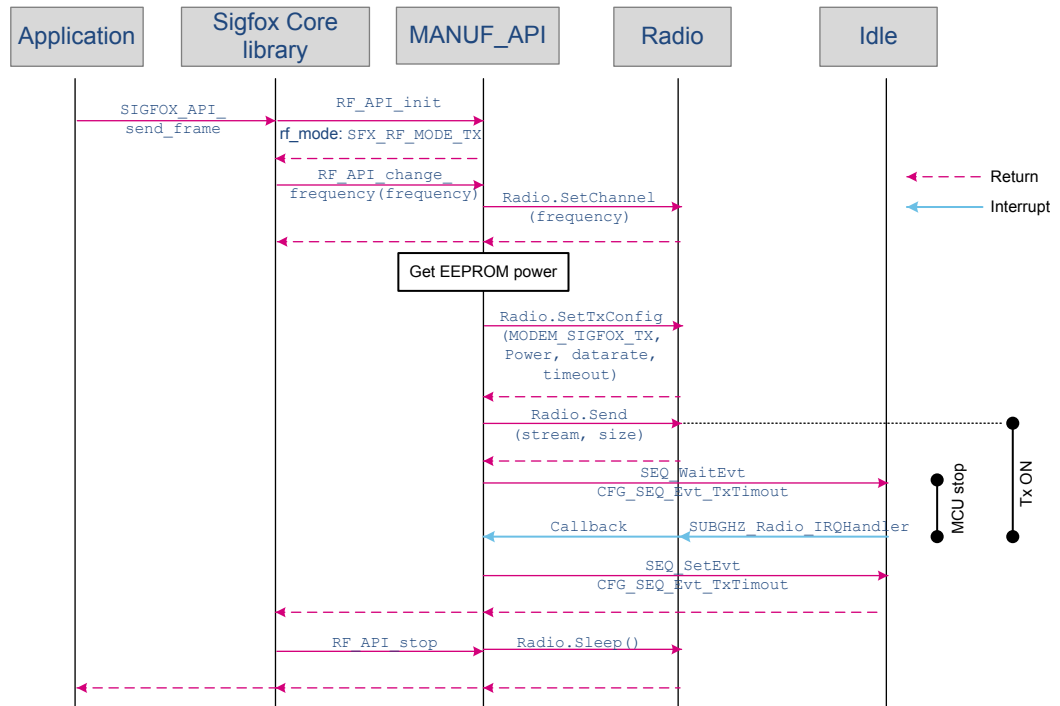 Application
Sigfox Core
library
MANUF_API
Radio
Idle
SIGFOX_API_
send_frame
RF_API_init
rf_mode: SFX_RF_MODE_TX
RF_API_change_
frequency(frequency)
Radio.SetChannel
(frequency)
Return
Interrupt
Get EEPROM power
Radio.SetTxConfig
(MODEM_SIGFOX_TX,
Power, datarate,
timeout)
Radio.Send
(stream, size)
SEQ_WaitEvt
CFG_SEQ_Evt_TxTimout
MCU stop
Tx ON
Callback
SUBGHZ_Radio_IRQHandler
SEQ_SetEvt
CFG_SEQ_Evt_TxTimout
RF_API_stop
Radio.Sleep()